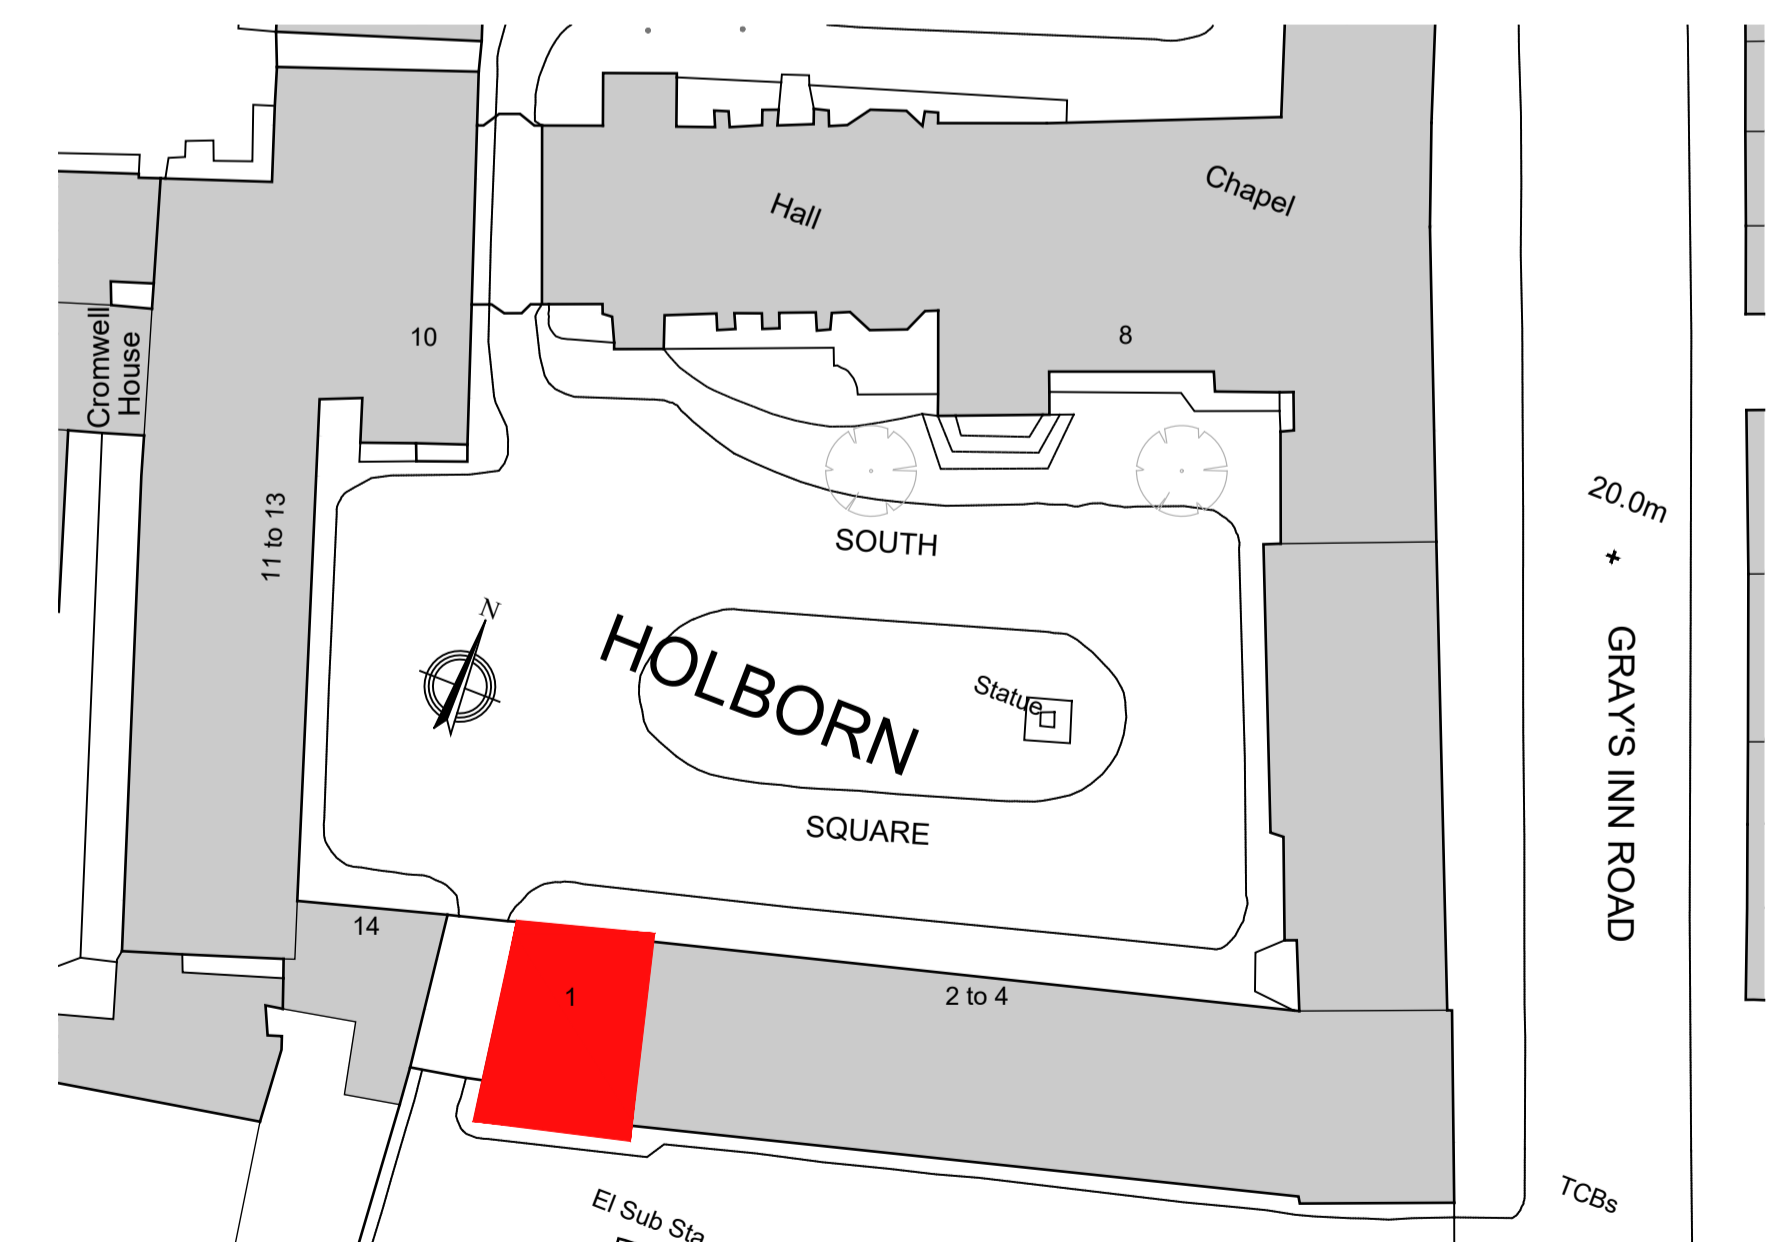 Hall
Chapel
10
8
Cromwell
House
11 to 13
20.0m
SOUTH
N
HOLBORN
Statue
GRAY'S INN ROAD
SQUARE
14
1
2 to 4
El Sub Sta
TCBs